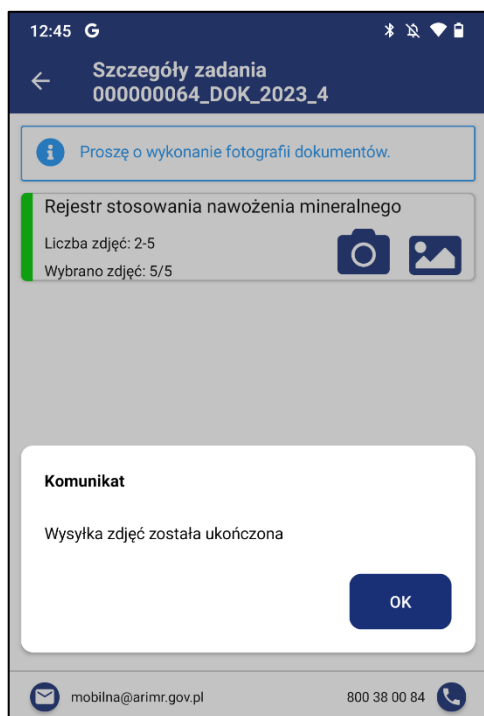 12:45 G
Szczegóły zadania
000000064_DOK_2023_4
Proszę o wykonanie fotografii dokumentów.
Rejestr stosowania nawożenia mineralnego
Liczba zdjęć: 2-5
Wybrano zdjęć: 5/5
Komunikat
Wysyłka zdjęć została ukończona
OK
mobilna@arimr.gov.pl 800 38 00 84